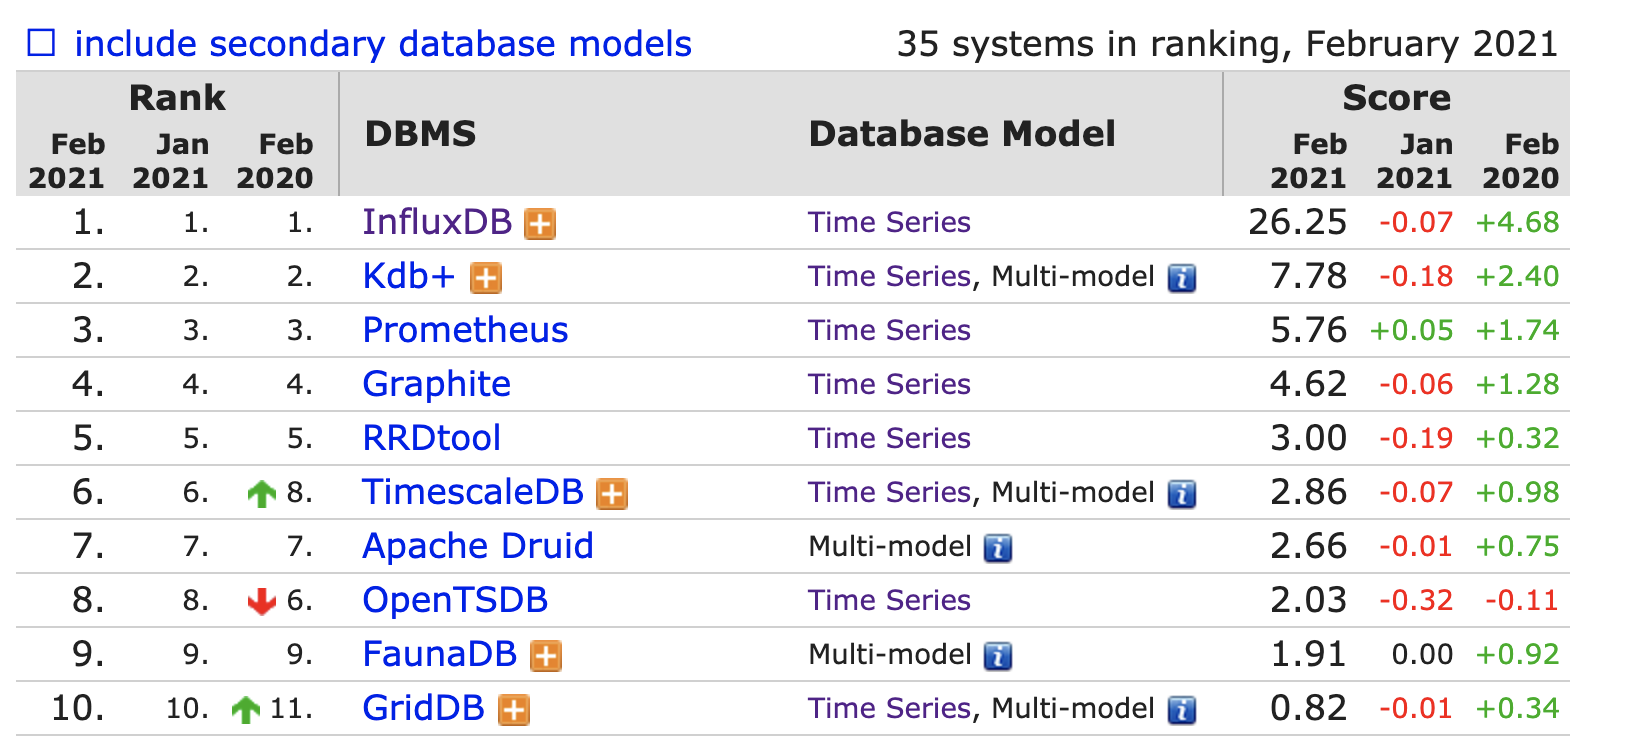 include secondary database models 35 systems in ranking, February 2021
Rank DBMS Database Model Score
Feb 2021 Jan 2021 Feb 2020 Feb 2021 Jan 2021 Feb 2020
1. 1. 1. InfluxDB Time Series 26.25 -0.07 +4.68
2. 2. 2. Kdb+ Time Series, Multi-model 7.78 -0.18 +2.40
3. 3. 3. Prometheus Time Series 5.76 +0.05 +1.74
4. 4. 4. Graphite Time Series 4.62 -0.06 +1.28
5. 5. 5. RRDtool Time Series 3.00 -0.19 +0.32
6. 6. 8. TimescaleDB Time Series, Multi-model 2.86 -0.07 +0.98
7. 7. 7. Apache Druid Multi-model 2.66 -0.01 +0.75
8. 8. 6. OpenTSDB Time Series 2.03 -0.32 -0.11
9. 9. 9. FaunaDB Multi-model 1.91 0.00 +0.92
10. 10. 11. GridDB Time Series, Multi-model 0.82 -0.01 +0.34